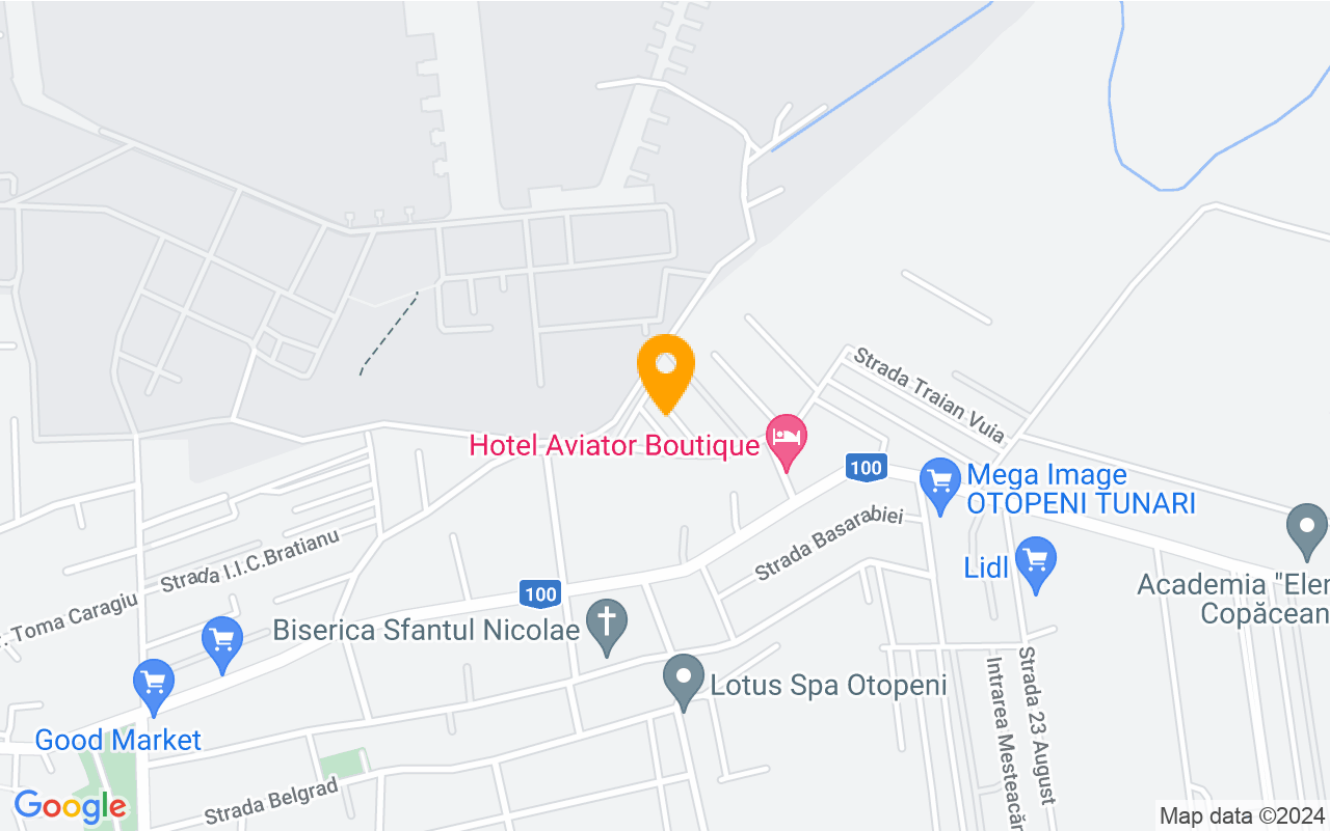 Strada Traian Vuia
Hotel Aviator Boutique
100
Mega Image
OTOPENI TUNARI
Strada Basarabiei
Strada I.I.C.Bratianu
Lidl
Academia "Eler
Copăcean
100
Toma Caragiu
Biserica Sfantul Nicolae
Lotus Spa Otopeni
Good Market
Intrarea Mesteacăr
Strada 23 August
Strada Belgrad
Google
Map data ©2024